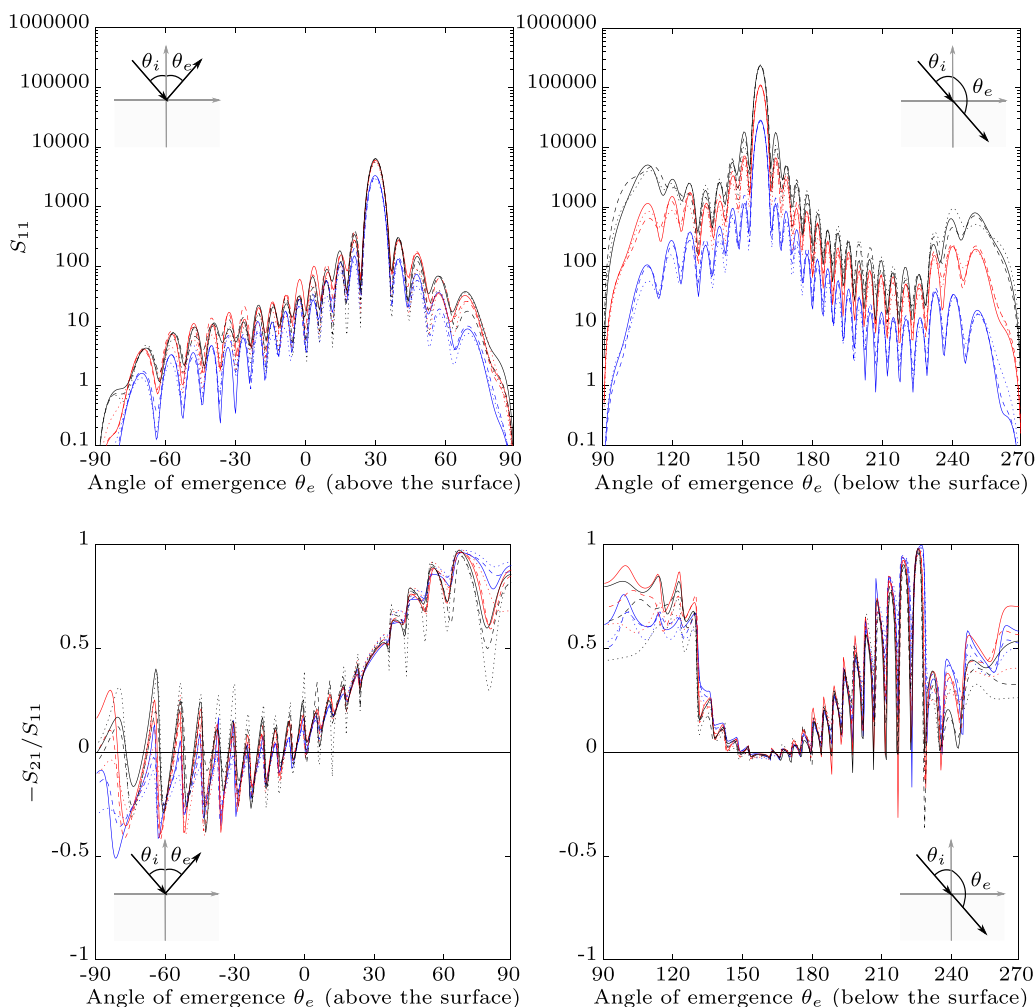 1000000
100000
10000
1000
100
10
1
0.1
S₁₁
θᵢ θₑ
-90 -60 -30 0 30 60 90
Angle of emergence θₑ (above the surface)
1000000
100000
10000
1000
100
10
1
0.1
θᵢ
θₑ
90 120 150 180 210 240 270
Angle of emergence θₑ (below the surface)
1
0.5
0
-0.5
-1
−S₂₁/S₁₁
θᵢ θₑ
-90 -60 -30 0 30 60 90
Angle of emergence θₑ (above the surface)
1
0.5
0
-0.5
-1
θᵢ
θₑ
90 120 150 180 210 240 270
Angle of emergence θₑ (below the surface)